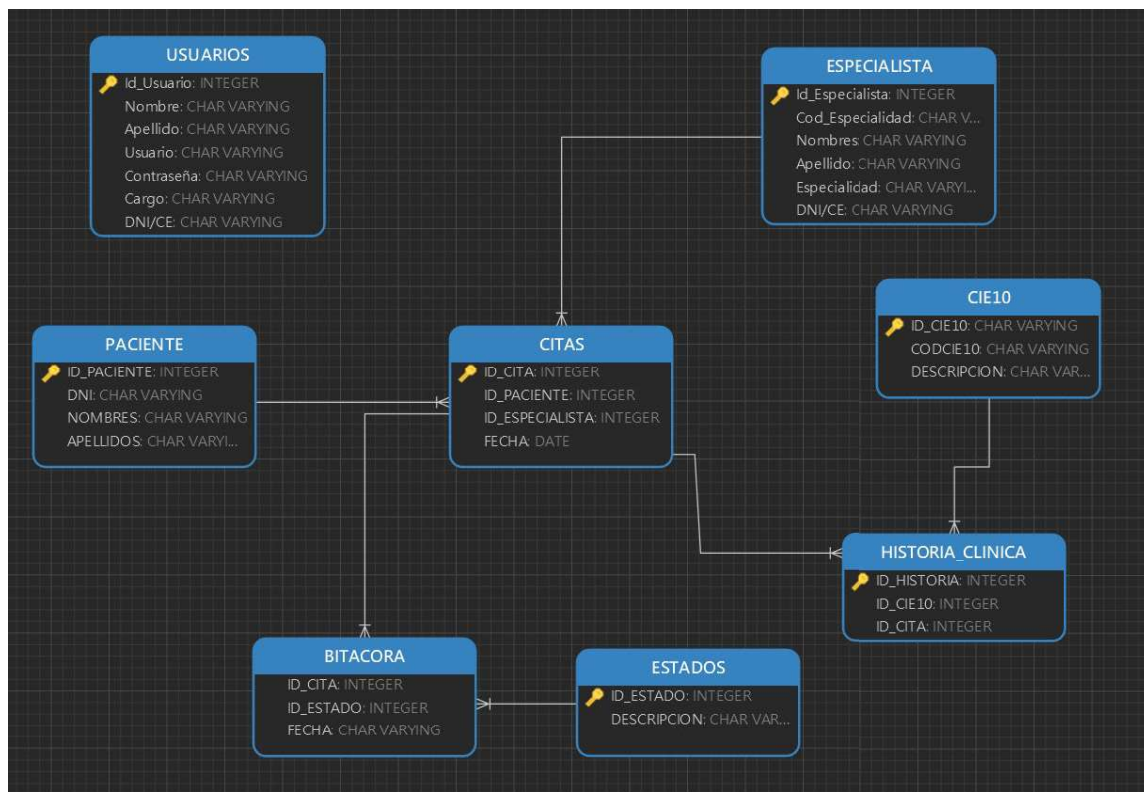 USUARIOS
Id_Usuario: INTEGER
Nombre: CHAR VARYING
Apellido: CHAR VARYING
Usuario: CHAR VARYING
Contraseña: CHAR VARYING
Cargo: CHAR VARYING
DNI/CE: CHAR VARYING
ESPECIALISTA
Id_Especialista: INTEGER
Cod_Especialidad: CHAR V...
Nombres: CHAR VARYING
Apellido: CHAR VARYING
Especialidad: CHAR VARYI...
DNI/CE: CHAR VARYING
CIE10
ID_CIE10: CHAR VARYING
CODCIE10: CHAR VARYING
DESCRIPCION: CHAR VAR...
PACIENTE
ID_PACIENTE: INTEGER
DNI: CHAR VARYING
NOMBRES: CHAR VARYING
APELLIDOS: CHAR VARYI...
CITAS
ID_CITA: INTEGER
ID_PACIENTE: INTEGER
ID_ESPECIALISTA: INTEGER
FECHA: DATE
HISTORIA_CLINICA
ID_HISTORIA: INTEGER
ID_CIE10: INTEGER
ID_CITA: INTEGER
BITACORA
ID_CITA: INTEGER
ID_ESTADO: INTEGER
FECHA: CHAR VARYING
ESTADOS
ID_ESTADO: INTEGER
DESCRIPCION: CHAR VAR...